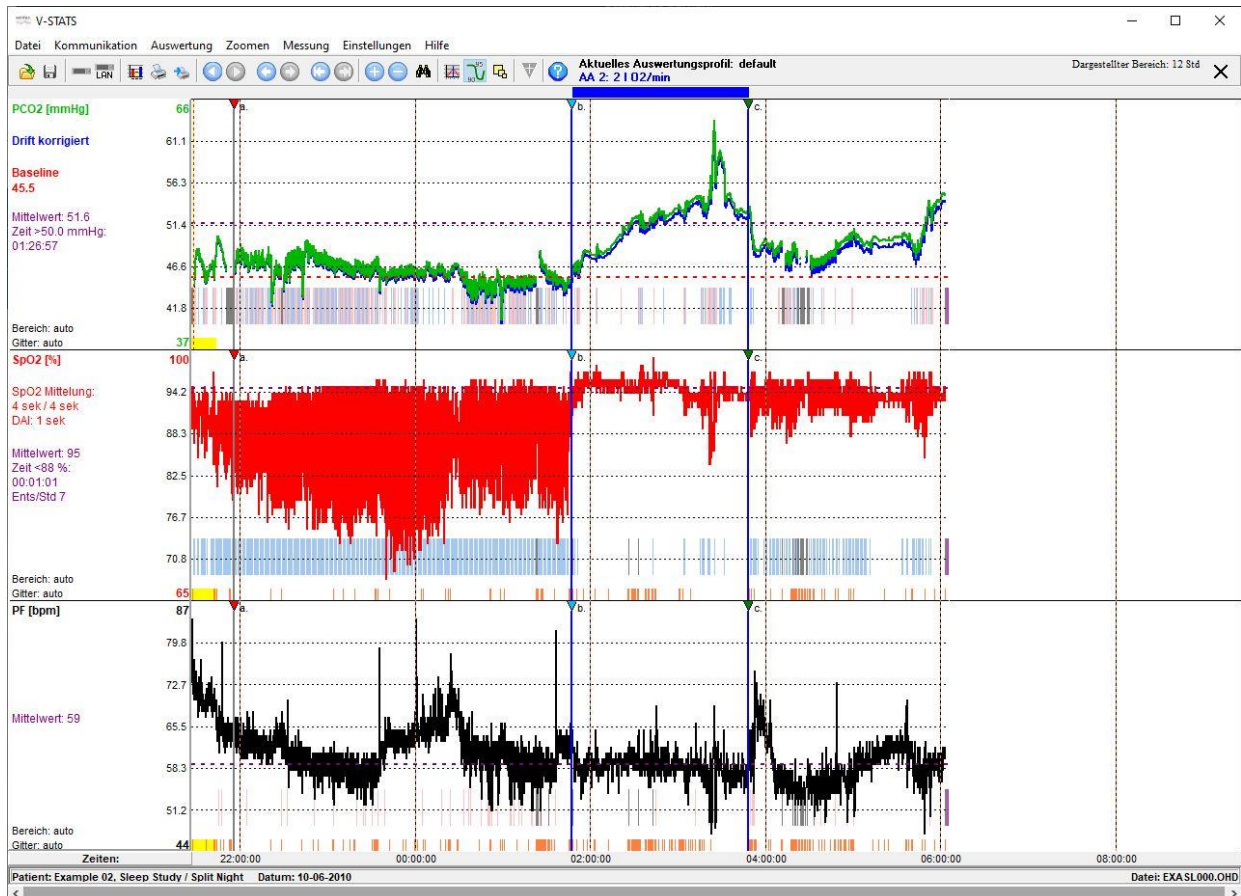 V-STATS
Datei Kommunikation Auswertung Zoomen Messung Einstellungen Hilfe
LAN
Aktuelles Auswertungsprofil: default
AA 2: 2 l O2/min
Dargestellter Bereich: 12 Std
PCO2 [mmHg] 66
a. b. c.
Drift korrigiert
61.1
Baseline
45.5
56.3
Mittelwert: 51.6
Zeit >50.0 mmHg:
01:26:57
51.4
46.6
41.8
Bereich: auto
Gitter: auto 37
SpO2 [%] 100
a. b. c.
SpO2 Mittelung:
4 sek / 4 sek
DAI: 1 sek
94.2
88.3
Mittelwert: 95
Zeit <88 %:
00:01:01
Ents/Std 7
82.5
76.7
70.8
Bereich: auto
Gitter: auto 65
PF [bpm] 87
a. b. c.
79.8
72.7
Mittelwert: 59
65.5
58.3
51.2
Bereich: auto
Gitter: auto 44
Zeiten: 22:00:00 00:00:00 02:00:00 04:00:00 06:00:00 08:00:00
Patient: Example 02, Sleep Study / Split Night Datum: 10-06-2010 Datei: EXASL000.OHD